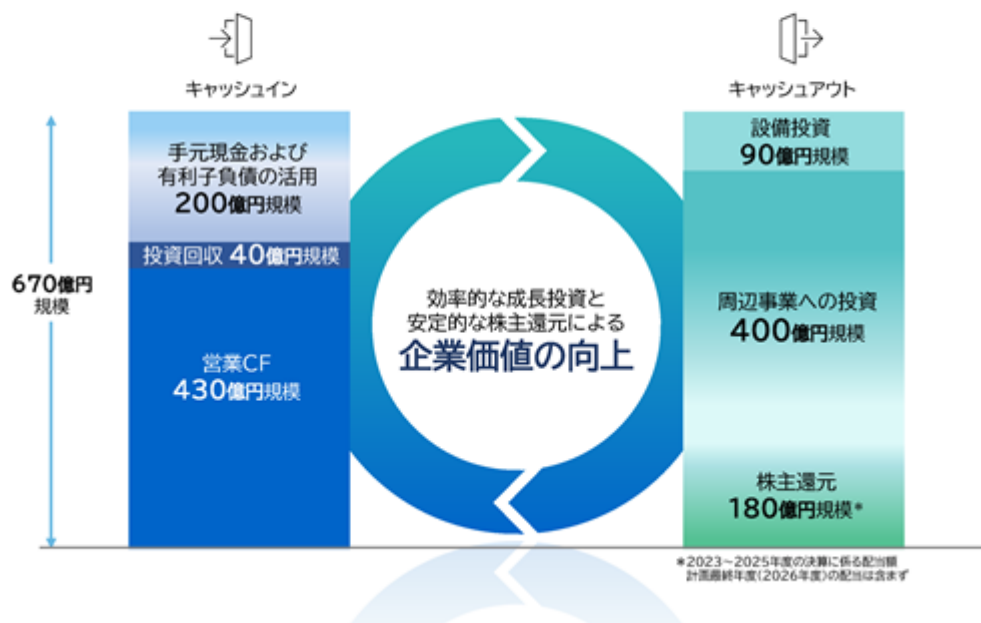 キャッシュイン
キャッシュアウト
手元現金および
有利子負債の活用
200億円規模
投資回収 40億円規模
営業CF
430億円規模
670億円
規模
効率的な成長投資と
安定的な株主還元による
企業価値の向上
設備投資
90億円規模
周辺事業への投資
400億円規模
株主還元
180億円規模*
*2023~2025年度の決算に係る配当額
計画最終年度(2026年度)の配当は含まず